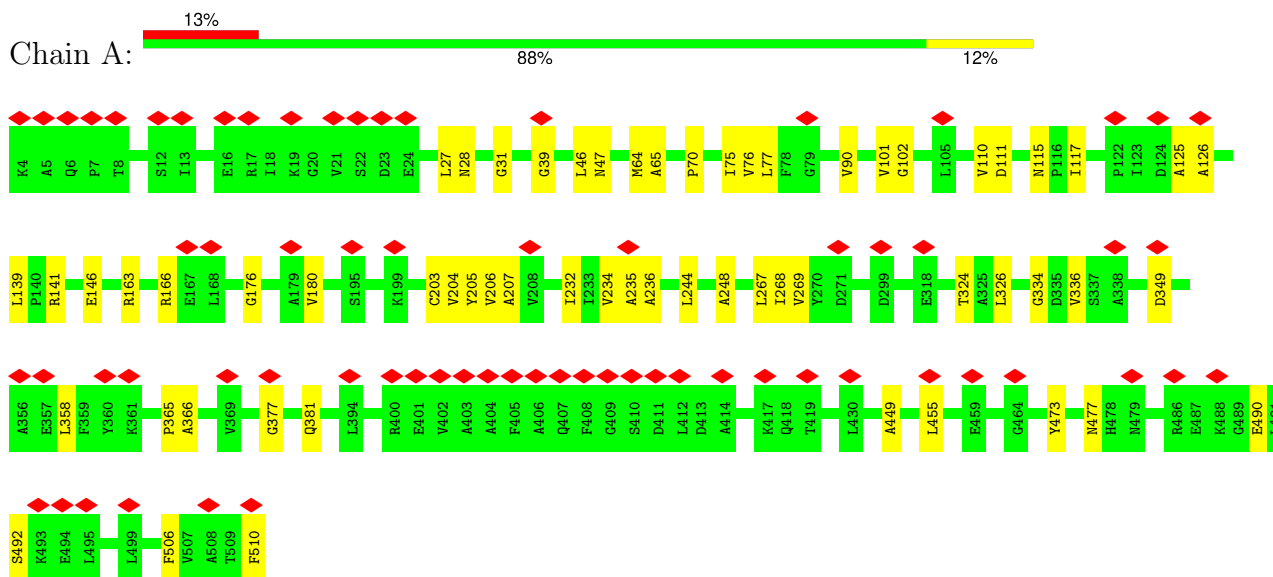 13%
Chain A:
88% 12%
K4 A5 Q6 P7 T8 S12 I13 E16 R17 I18 K19 G20 V21 S22 D23 E24 L27 N28 G31 G39 L46 N47 M64 A65 P70 I75 V76 L77 F78 G79 V90 V101 G102 L105 V110 D111 N115 P116 I117 P122 I123 D124 A125 A126
L139 P140 R141 E146 R163 R166 E167 L168 G176 A179 V180 S195 K199 C203 V204 Y205 V206 A207 V208 I232 I233 V234 A235 A236 L244 A248 L267 I268 V269 Y270 D271 D299 E318 T324 A325 L326 G334 D335 V336 S337 A338 D349
A356 E357 L358 F359 Y360 K361 P365 A366 V369 G377 Q381 L394 R400 E401 V402 A403 A404 F405 A406 Q407 F408 G409 S410 D411 L412 D413 A414 K417 Q418 T419 L430 A449 L455 E459 G464 Y473 N477 H478 N479 R486 E487 K488 G489 E490
S492 K493 E494 L495 L499 F506 V507 A508 T509 F510